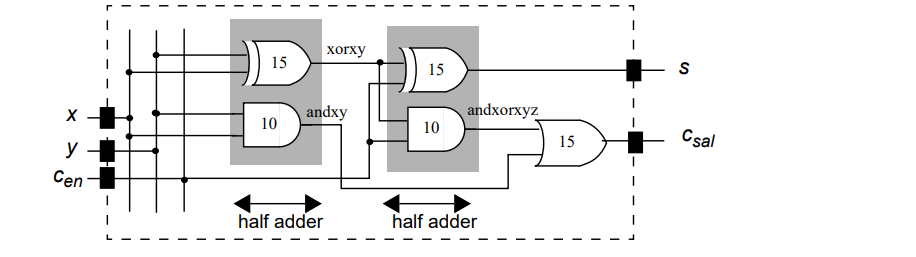 xorxy
15
15
s
andxy
andxorxyz
x
10
10
15
c_sal
y
c_en
half adder
half adder